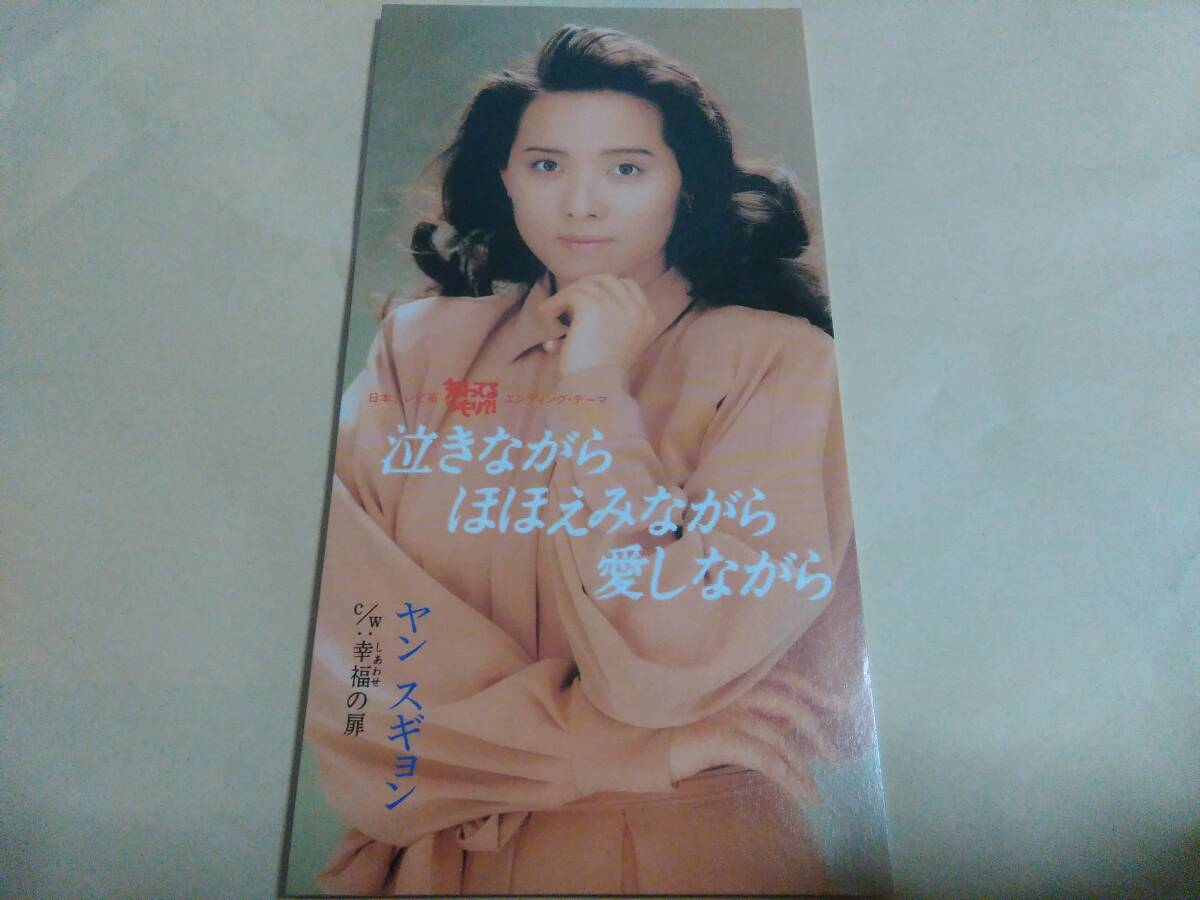 日本テレビ系 知ってるつもり?! エンディング・テーマ
泣きながら
ほほえみながら
愛しながら
ヤン スギョン
c/w:幸福の扉
しあわせ